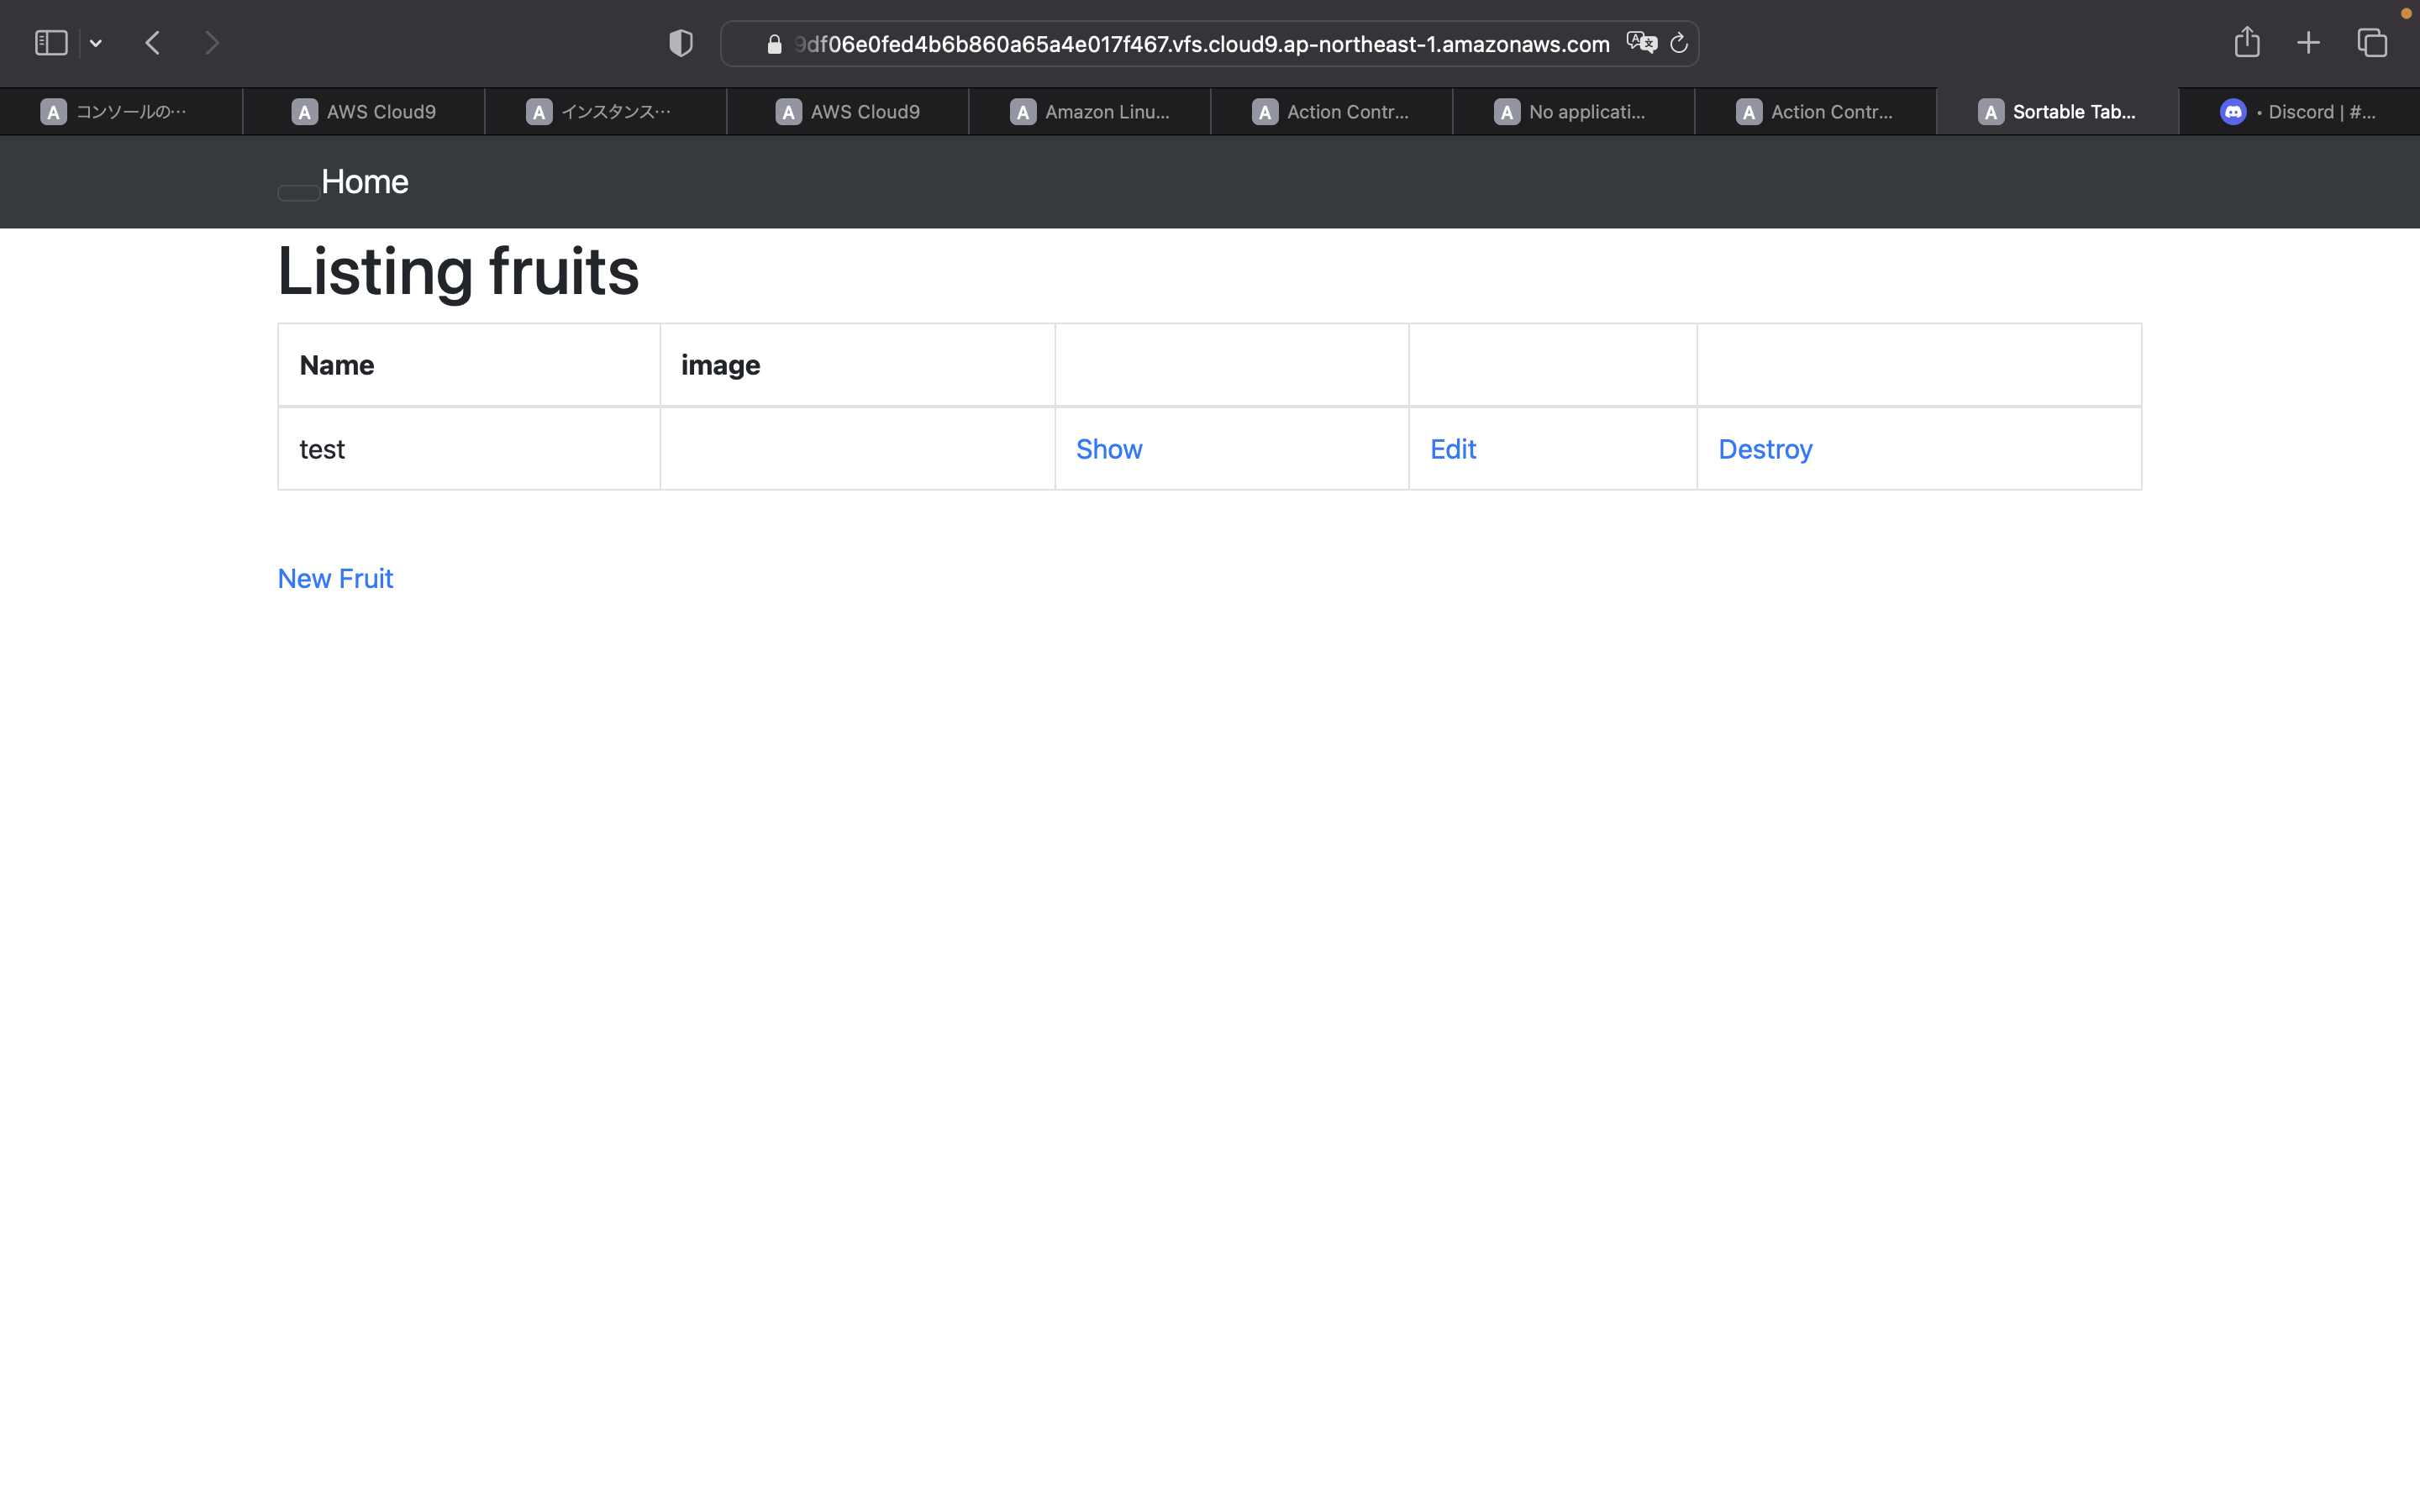 9df06e0fed4b6b860a65a4e017f467.vfs.cloud9.ap-northeast-1.amazonaws.com
A コンソールの… A AWS Cloud9 A インスタンス… A AWS Cloud9 A Amazon Linu... A Action Contr... A No applicati... A Action Contr... A Sortable Tab... • Discord | #...
Home
Listing fruits
Name image
test Show Edit Destroy
New Fruit